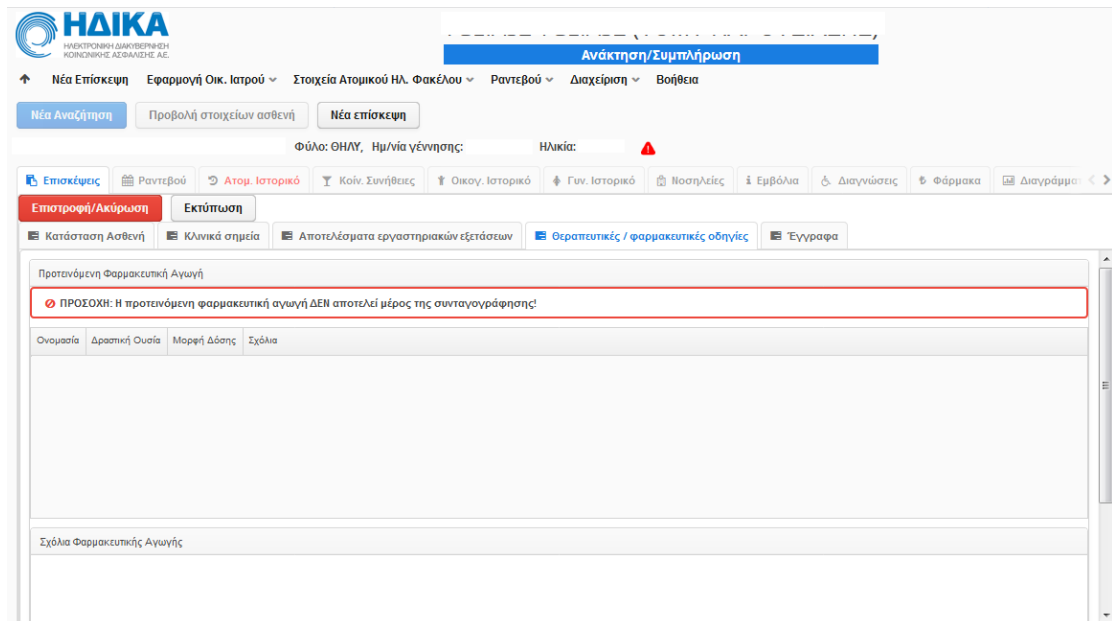 ΗΔΙΚΑ
ΗΛΕΚΤΡΟΝΙΚΗ ΔΙΑΚΥΒΕΡΝΗΣΗ
ΚΟΙΝΩΝΙΚΗΣ ΑΣΦΑΛΙΣΗΣ ΑΕ.
Ανάκτηση/Συμπλήρωση
Νέα Επίσκεψη Εφαρμογή Οικ. Ιατρού Στοιχεία Ατομικού Ηλ. Φακέλου Ραντεβού Διαχείριση Βοήθεια
Νέα Αναζήτηση Προβολή στοιχείων ασθενή Νέα επίσκεψη
Φύλο: ΘΗΛΥ, Ημ/νία γέννησης: Ηλικία:
Επισκέψεις Ραντεβού Ατομ. Ιστορικό Κοίν. Συνήθειες Οικογ. Ιστορικό Γυν. Ιστορικό Νοσηλείες Εμβόλια Διαγνώσεις Φάρμακα
Επιστροφή/Ακύρωση Εκτύπωση
Κατάσταση Ασθενή Κλινικά σημεία Αποτελέσματα εργαστηριακών εξετάσεων Θεραπευτικές / φαρμακευτικές οδηγίες Έγγραφα
Προτεινόμενη Φαρμακευτική Αγωγή
ΠΡΟΣΟΧΗ: Η προτεινόμενη φαρμακευτική αγωγή ΔΕΝ αποτελεί μέρος της συνταγογράφησης!
Ονομασία Δραστική Ουσία Μορφή Δόσης Σχόλια
Σχόλια Φαρμακευτικής Αγωγής